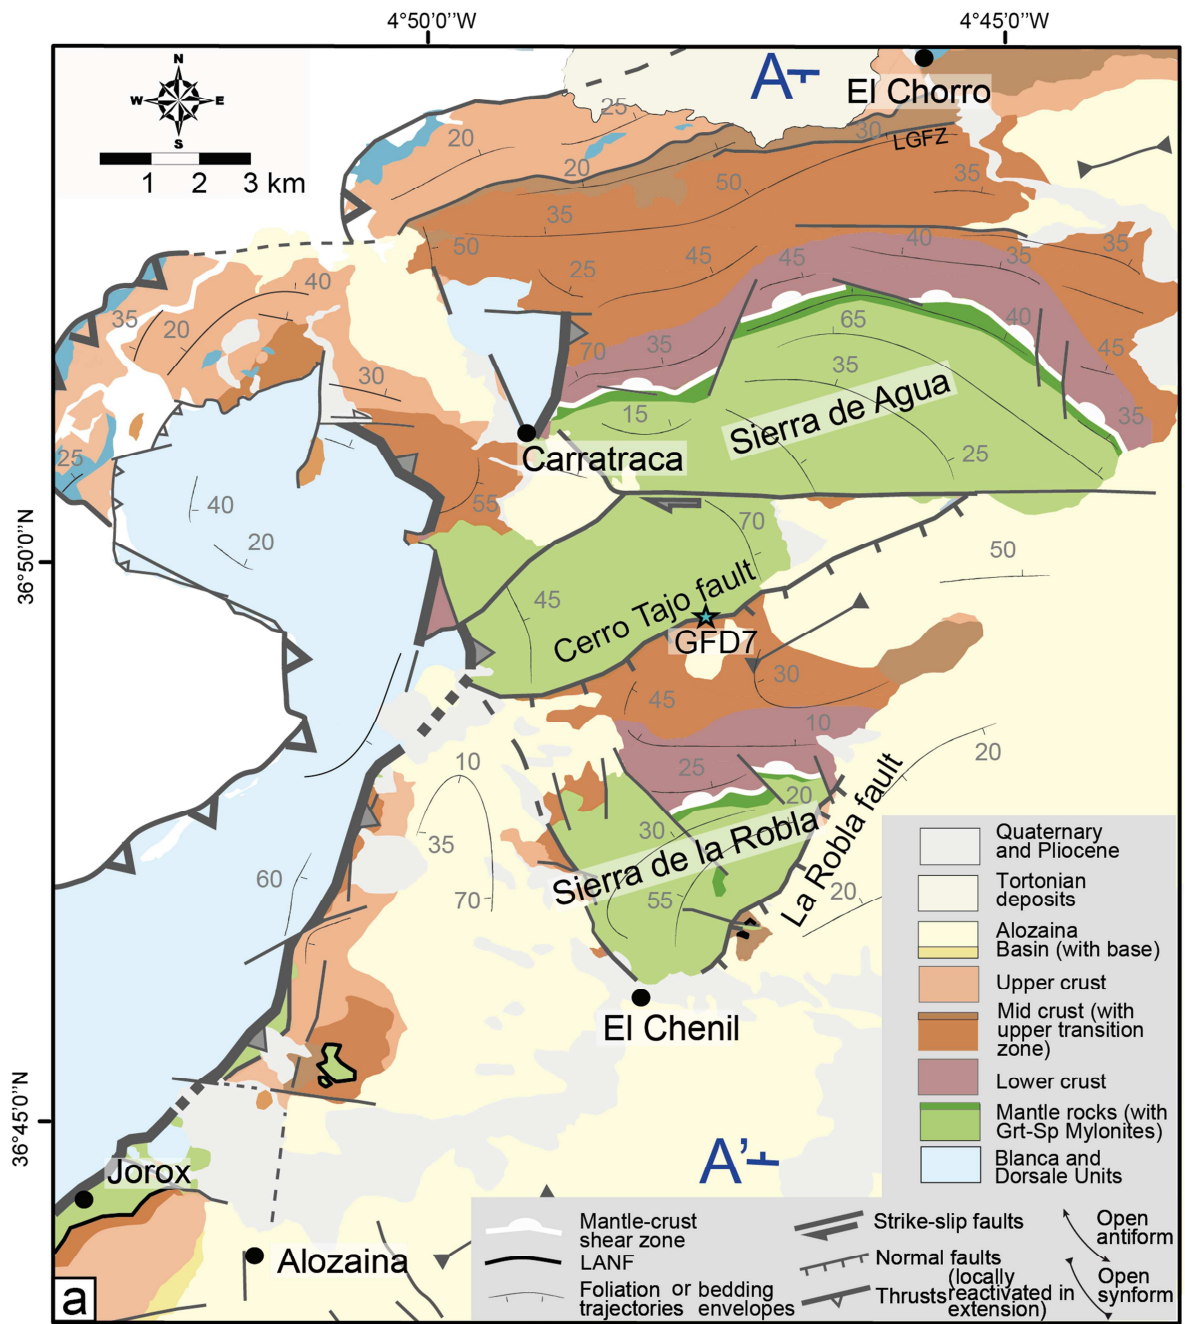 4°50'0''W
4°45'0''W
N
W
E
S
1 2 3 km
A
El Chorro
25
20
30
LGFZ
20
50
35
35
50
45
25
45
40
35
35
40
35
20
30
70
35
65
40
45
35
35
15
Sierra de Agua
25
Carratraca
25
40
20
55
70
50
36°50'0''N
45
Cerro Tajo fault
GFD7
30
45
10
20
10
25
20
35
30
Sierra de la Robla
La Robla fault
60
70
55
20
El Chenil
36°45'0''N
A'
Jorox
Alozaina
a
Quaternary
and Pliocene
Tortonian
deposits
Alozaina
Basin (with base)
Upper crust
Mid crust (with
upper transition
zone)
Lower crust
Mantle rocks (with
Grt-Sp Mylonites)
Blanca and
Dorsale Units
Mantle-crust
shear zone
LANF
Foliation or bedding
trajectories envelopes
Strike-slip faults
Normal faults
(locally
Thrusts reactivated in
extension)
Open
antiform
Open
synform